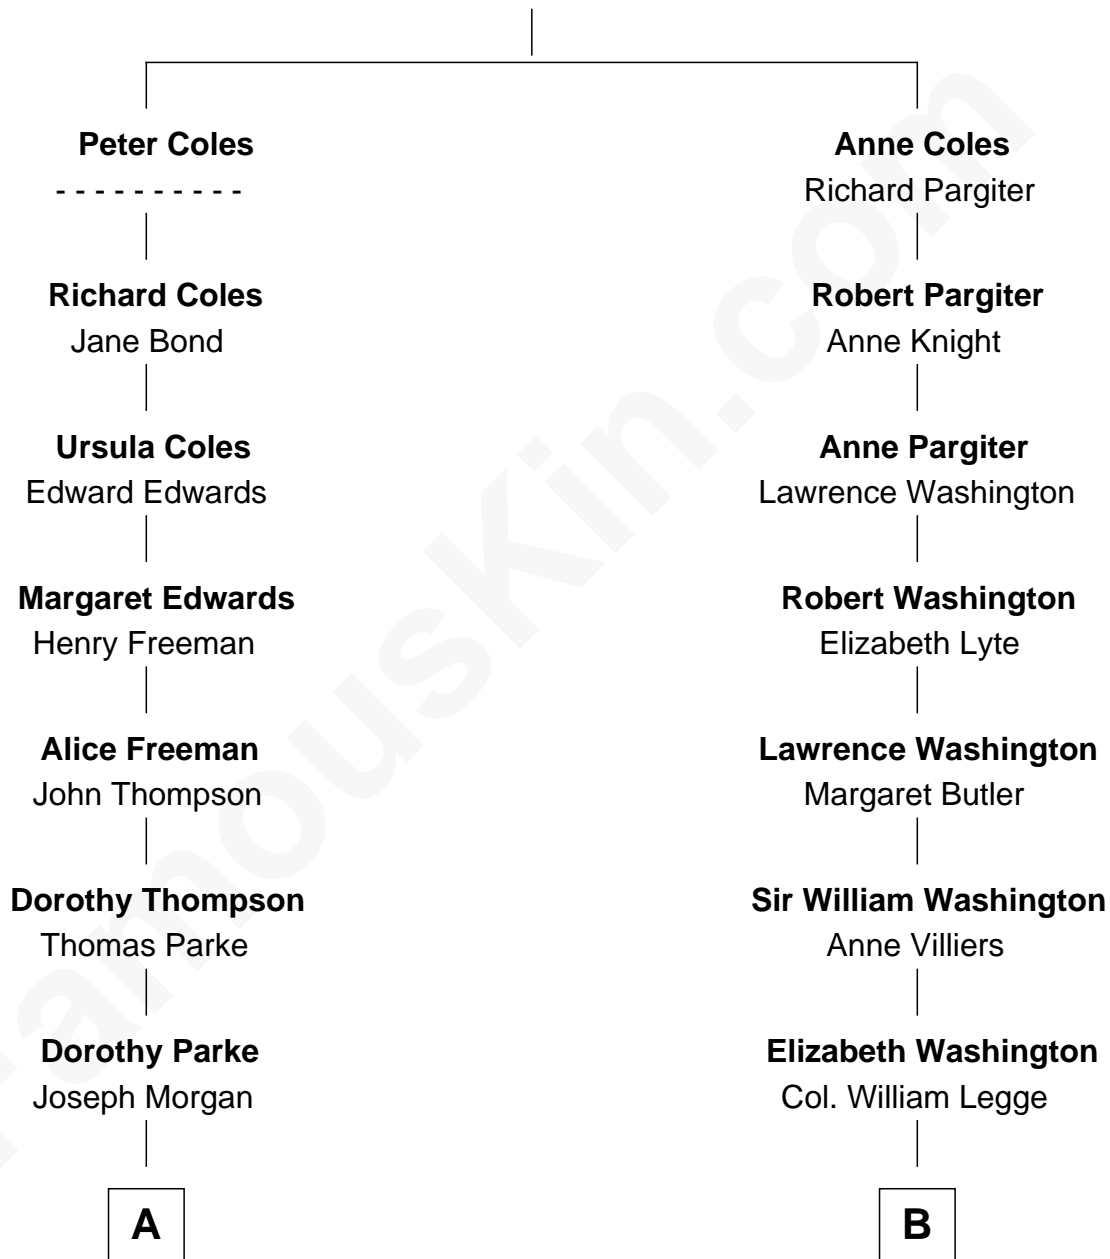 Peter Coles
- - - - - - - - - -
Richard Coles
Jane Bond
Ursula Coles
Edward Edwards
Margaret Edwards
Henry Freeman
Alice Freeman
John Thompson
Dorothy Thompson
Thomas Parke
Dorothy Parke
Joseph Morgan
A
Anne Coles
Richard Pargiter
Robert Pargiter
Anne Knight
Anne Pargiter
Lawrence Washington
Robert Washington
Elizabeth Lyte
Lawrence Washington
Margaret Butler
Sir William Washington
Anne Villiers
Elizabeth Washington
Col. William Legge
B
FamousKin.com